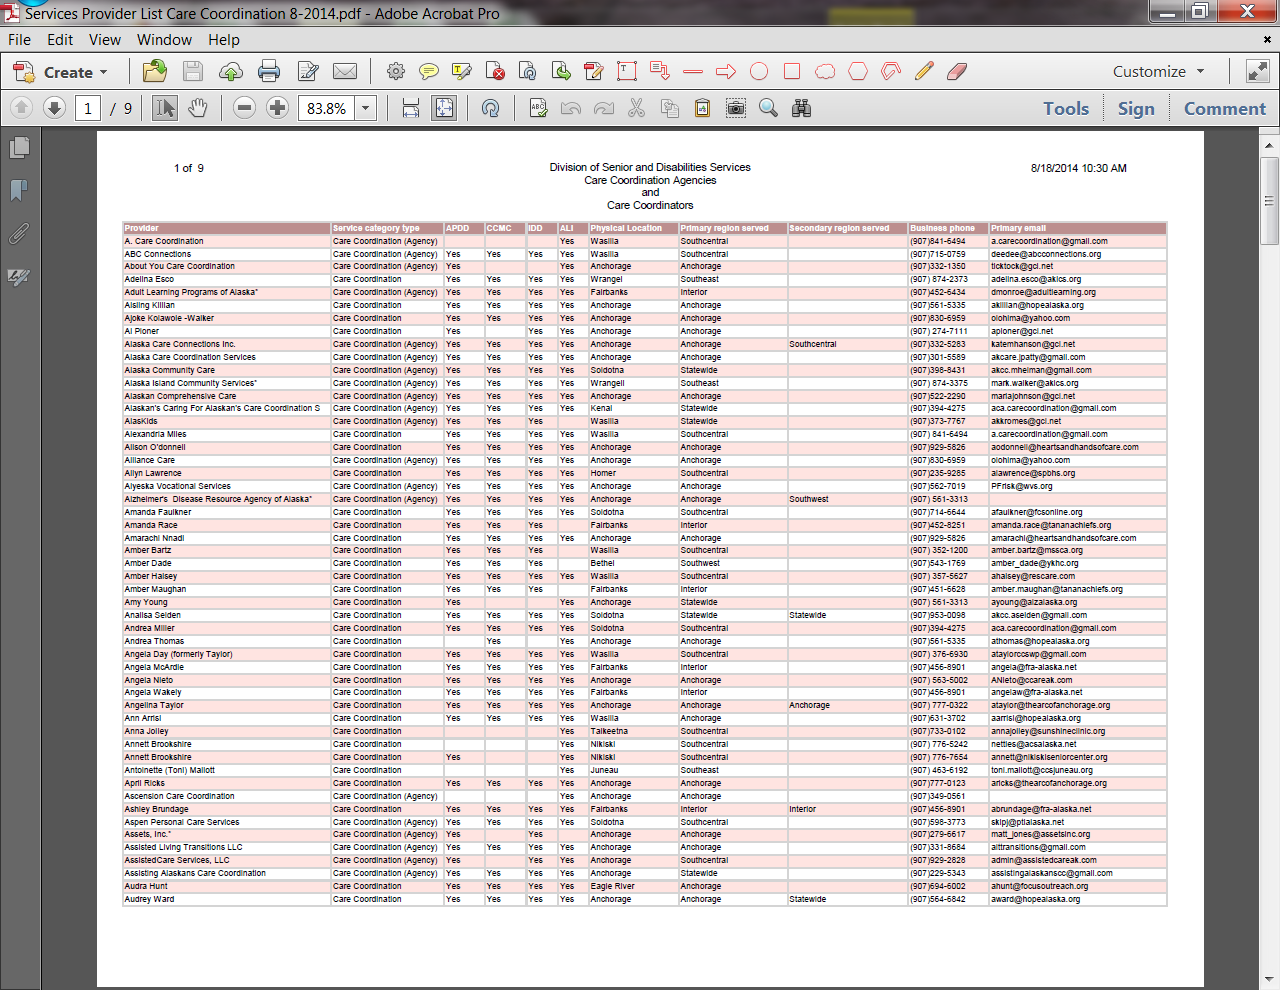 Services Provider List Care Coordination 8-2014.pdf - Adobe Acrobat Pro
File Edit View Window Help
Create Customize
1 / 9 83.8% Tools Sign Comment
1 of 9 Division of Senior and Disabilities Services 8/18/2014 10:30 AM
Care Coordination Agencies
and
Care Coordinators
Provider Service category type APDD CCMC IDD ALI Physical Location Primary region served Secondary region served Business phone Primary email
A. Care Coordination Care Coordination (Agency) Yes Wasilla Southcentral (907)841-6494 a.carecoordination@gmail.com
ABC Connections Care Coordination (Agency) Yes Yes Yes Yes Wasilla Southcentral (907)715-0759 deedee@abcconnections.org
About You Care Coordination Care Coordination (Agency) Yes Yes Anchorage Anchorage (907)332-1350 ticktock@gci.net
Adelina Esco Care Coordination Yes Yes Yes Yes Wrangel Southeast (907) 874-2373 adelina.esco@akics.org
Adult Learning Programs of Alaska* Care Coordination (Agency) Yes Yes Yes Yes Fairbanks Interior (907)452-6434 dmonroe@adultlearning.org
Aisling Killian Care Coordination Yes Yes Yes Yes Anchorage Anchorage (907)561-5335 akillian@hopealaska.org
Ajoke Kolawole -Walker Care Coordination Yes Yes Yes Yes Anchorage Anchorage (907)830-6959 olohima@yahoo.com
Al Ploner Care Coordination Yes Yes Yes Anchorage Anchorage (907) 274-7111 aploner@gci.net
Alaska Care Connections Inc. Care Coordination (Agency) Yes Yes Yes Yes Anchorage Anchorage Southcentral (907)332-5283 katemhanson@gci.net
Alaska Care Coordination Services Care Coordination (Agency) Yes Yes Yes Yes Anchorage Anchorage (907)301-5589 akcare.jpatty@gmail.com
Alaska Community Care Care Coordination (Agency) Yes Yes Yes Yes Soldotna Statewide (907)398-8431 akcc.mheiman@gmail.com
Alaska Island Community Services* Care Coordination (Agency) Yes Yes Yes Yes Wrangell Southeast (907) 874-3375 mark.walker@akics.org
Alaskan Comprehensive Care Care Coordination (Agency) Yes Yes Yes Yes Anchorage Anchorage (907)522-2290 mariajohnson@gci.net
Alaskan's Caring For Alaskan's Care Coordination S Care Coordination (Agency) Yes Yes Yes Yes Kenai Statewide (907)394-4275 aca.carecoordination@gmail.com
AlasKids Care Coordination (Agency) Yes Yes Yes Wasilla Statewide (907)373-7767 akkromes@gci.net
Alexandria Miles Care Coordination Yes Yes Yes Yes Wasilla Southcentral (907) 841-6494 a.carecoordination@gmail.com
Alison O'donnell Care Coordination Yes Yes Yes Yes Anchorage Anchorage (907)929-5826 aodonnell@heartsandhandsofcare.com
Alliance Care Care Coordination (Agency) Yes Yes Yes Yes Anchorage Anchorage (907)830-6959 olohima@yahoo.com
Allyn Lawrence Care Coordination Yes Yes Yes Yes Homer Southcentral (907)235-9285 alawrence@spbhs.org
Alyeska Vocational Services Care Coordination (Agency) Yes Yes Yes Yes Anchorage Anchorage (907)562-7019 PFrisk@wvs.org
Alzheimer's Disease Resource Agency of Alaska* Care Coordination (Agency) Yes Yes Yes Yes Anchorage Anchorage Southwest (907) 561-3313
Amanda Faulkner Care Coordination Yes Yes Yes Yes Soldotna Southcentral (907)714-6644 afaulkner@fcsonline.org
Amanda Race Care Coordination Yes Yes Yes Fairbanks Interior (907)452-8251 amanda.race@tananachiefs.org
Amarachi Nnadi Care Coordination Yes Yes Yes Yes Anchorage Anchorage (907)929-5826 amarachi@heartsandhandsofcare.com
Amber Bartz Care Coordination Yes Yes Yes Wasilla Southcentral (907) 352-1200 amber.bartz@mssca.org
Amber Dade Care Coordination Yes Yes Yes Bethel Southwest (907)543-1769 amber_dade@ykhc.org
Amber Halsey Care Coordination Yes Yes Yes Yes Wasilla Southcentral (907) 357-5627 ahalsey@rescare.com
Amber Maughan Care Coordination Yes Yes Yes Fairbanks Interior (907)451-6628 amber.maughan@tananachiefs.org
Amy Young Care Coordination Yes Yes Anchorage Statewide (907) 561-3313 ayoung@alzalaska.org
Analisa Selden Care Coordination Yes Yes Yes Yes Soldotna Statewide Statewide (907)953-0098 akcc.aselden@gmail.com
Andrea Miller Care Coordination Yes Yes Yes Yes Soldotna Southcentral (907)394-4275 aca.carecoordination@gmail.com
Andrea Thomas Care Coordination Yes Yes Anchorage Anchorage (907)561-5335 athomas@hopealaska.org
Angela Day (formerly Taylor) Care Coordination Yes Yes Yes Yes Wasilla Southcentral (907) 376-6930 ataylorccswp@gmail.com
Angela McArdle Care Coordination Yes Yes Yes Yes Fairbanks Interior (907)456-8901 angela@fra-alaska.net
Angela Nieto Care Coordination Yes Yes Yes Yes Anchorage Anchorage (907) 563-5002 ANieto@ccareak.com
Angela Wakely Care Coordination Yes Yes Yes Yes Fairbanks Interior (907)456-8901 angelaw@fra-alaska.net
Angelina Taylor Care Coordination Yes Yes Yes Yes Anchorage Anchorage Anchorage (907) 777-0322 ataylor@thearcofanchorage.org
Ann Arrisi Care Coordination Yes Yes Yes Yes Wasilla Anchorage (907)631-3702 aarrisi@hopealaska.org
Anna Jolley Care Coordination Yes Talkeetna Southcentral (907)733-0102 annajolley@sunshineclinic.org
Annett Brookshire Care Coordination Yes Nikiski Southcentral (907) 776-5242 netties@acsalaska.net
Annett Brookshire Care Coordination Yes Yes Nikiski Southcentral (907) 776-7654 annett@nikiskiseniorcenter.org
Antoinette (Toni) Mallott Care Coordination Yes Juneau Southeast (907) 463-6192 toni.mallott@ccsjuneau.org
April Ricks Care Coordination Yes Yes Yes Yes Anchorage Anchorage (907)777-0123 aricks@thearcofanchorage.org
Ascension Care Coordination Care Coordination (Agency) Yes Anchorage Anchorage (907)349-0561
Ashley Brundage Care Coordination Yes Yes Yes Yes Fairbanks Interior Interior (907)456-8901 abrundage@fra-alaska.net
Aspen Personal Care Services Care Coordination (Agency) Yes Yes Yes Yes Soldotna Southcentral (907)598-3773 skipj@ptialaska.net
Assets, Inc.* Care Coordination (Agency) Yes Yes Anchorage Anchorage (907)279-6617 matt_jones@assetsinc.org
Assisted Living Transitions LLC Care Coordination (Agency) Yes Yes Yes Yes Anchorage Anchorage (907)331-8684 alttransitions@gmail.com
AssistedCare Services, LLC Care Coordination (Agency) Yes Yes Yes Anchorage Southcentral (907)929-2828 admin@assistedcareak.com
Assisting Alaskans Care Coordination Care Coordination (Agency) Yes Yes Yes Yes Anchorage Statewide (907)229-5343 assistingalaskanscc@gmail.com
Audra Hunt Care Coordination Yes Yes Yes Yes Eagle River Anchorage (907)694-6002 ahunt@focusoutreach.org
Audrey Ward Care Coordination Yes Yes Yes Yes Anchorage Anchorage Statewide (907)564-6842 award@hopealaska.org